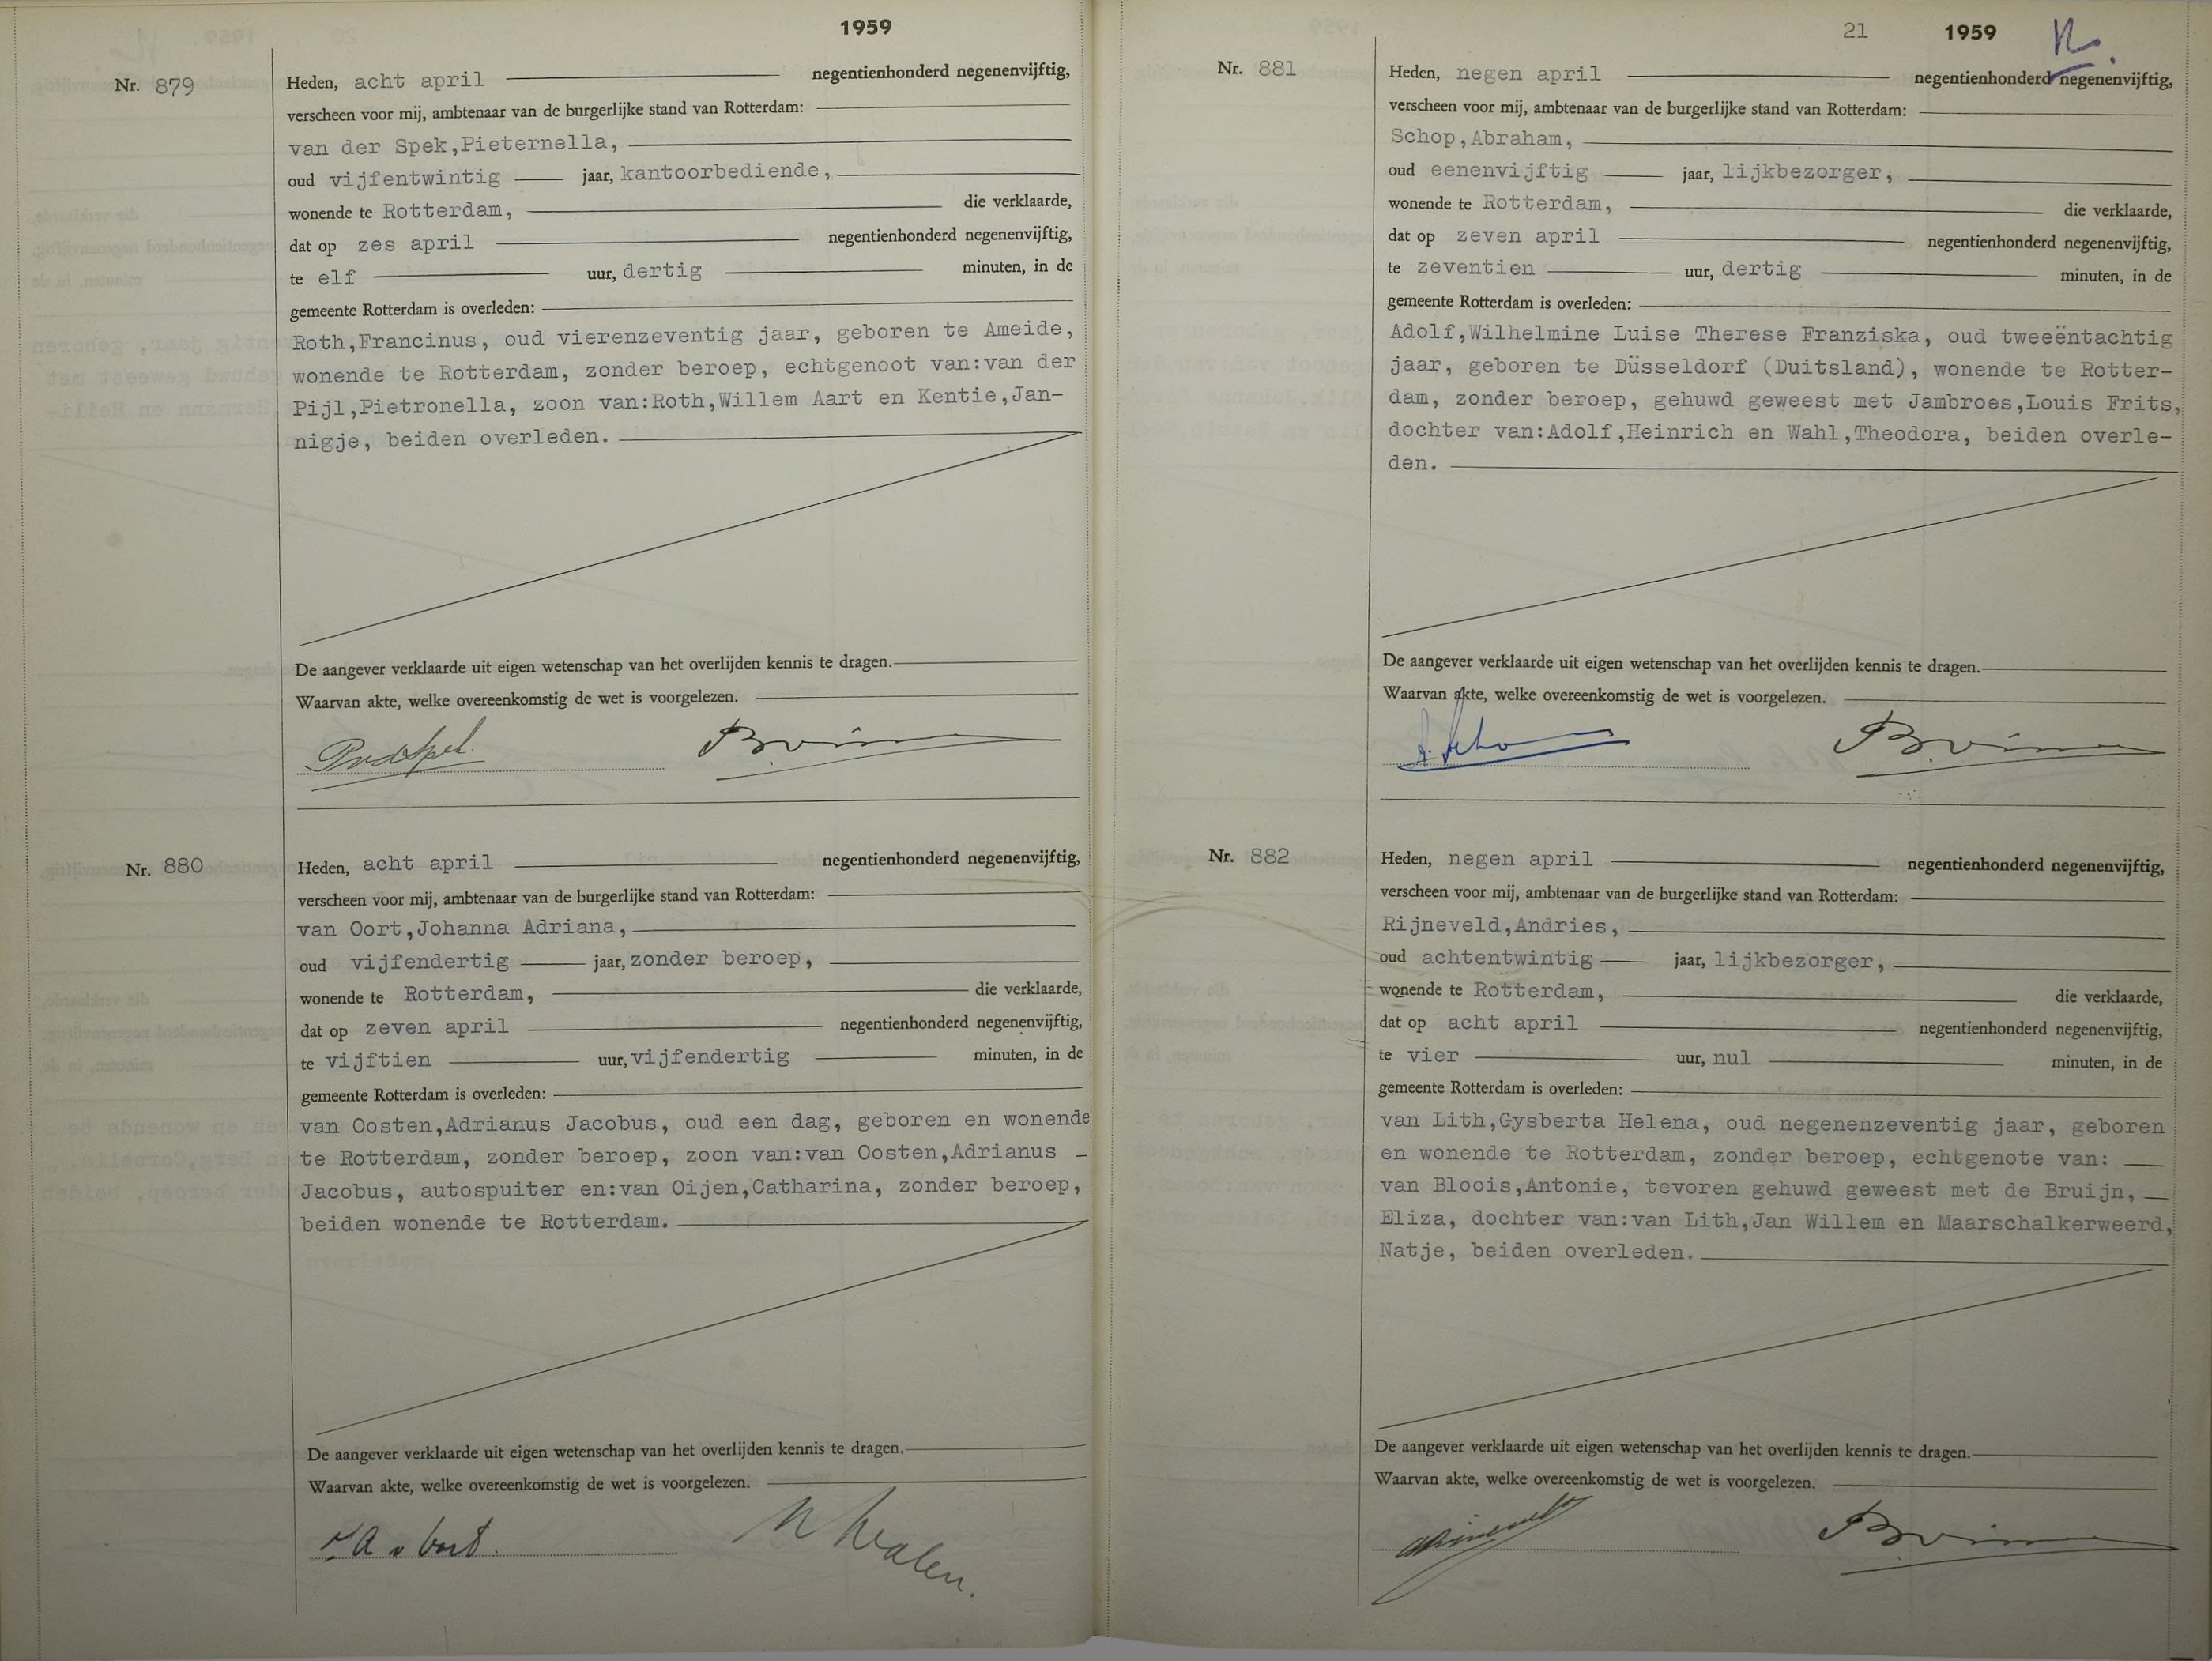 1959
Nr. 879
Heden, acht april negentienhonderd negenenvijftig,
verscheen voor mij, ambtenaar van de burgerlijke stand van Rotterdam:
van der Spek,Pieternella,
oud vijfentwintig jaar, kantoorbediende,
wonende te Rotterdam, die verklaarde,
dat op zes april negentienhonderd negenenvijftig,
te elf uur, dertig minuten, in de
gemeente Rotterdam is overleden:
Roth,Francinus, oud vierenzeventig jaar, geboren te Ameide,
wonende te Rotterdam, zonder beroep, echtgenoot van:van der
Pijl,Pietronella, zoon van:Roth,Willem Aart en Kentie,Jan-
nigje, beiden overleden.
De aangever verklaarde uit eigen wetenschap van het overlijden kennis te dragen.
Waarvan akte, welke overeenkomstig de wet is voorgelezen.
PvdSpek.
Nr. 880
Heden, acht april negentienhonderd negenenvijftig,
verscheen voor mij, ambtenaar van de burgerlijke stand van Rotterdam:
van Oort,Johanna Adriana,
oud vijfendertig jaar, zonder beroep,
wonende te Rotterdam, die verklaarde,
dat op zeven april negentienhonderd negenenvijftig,
te vijftien uur, vijfendertig minuten, in de
gemeente Rotterdam is overleden:
van Oosten,Adrianus Jacobus, oud een dag, geboren en wonende
te Rotterdam, zonder beroep, zoon van:van Oosten,Adrianus –
Jacobus, autospuiter en:van Oijen,Catharina, zonder beroep,
beiden wonende te Rotterdam.
De aangever verklaarde uit eigen wetenschap van het overlijden kennis te dragen.
Waarvan akte, welke overeenkomstig de wet is voorgelezen.
21 1959
Nr. 881
Heden, negen april negentienhonderd negenenvijftig,
verscheen voor mij, ambtenaar van de burgerlijke stand van Rotterdam:
Schop,Abraham,
oud eenenvijftig jaar, lijkbezorger,
wonende te Rotterdam, die verklaarde,
dat op zeven april negentienhonderd negenenvijftig,
te zeventien uur, dertig minuten, in de
gemeente Rotterdam is overleden:
Adolf,Wilhelmine Luise Therese Franziska, oud tweeëntachtig
jaar, geboren te Düsseldorf (Duitsland), wonende te Rotter-
dam, zonder beroep, gehuwd geweest met Jambroes,Louis Frits,
dochter van:Adolf,Heinrich en Wahl,Theodora, beiden overle-
den.
De aangever verklaarde uit eigen wetenschap van het overlijden kennis te dragen.
Waarvan akte, welke overeenkomstig de wet is voorgelezen.
Nr. 882
Heden, negen april negentienhonderd negenenvijftig,
verscheen voor mij, ambtenaar van de burgerlijke stand van Rotterdam:
Rijneveld,Andries,
oud achtentwintig jaar, lijkbezorger,
wonende te Rotterdam, die verklaarde,
dat op acht april negentienhonderd negenenvijftig,
te vier uur, nul minuten, in de
gemeente Rotterdam is overleden:
van Lith,Gysberta Helena, oud negenenzeventig jaar, geboren
en wonende te Rotterdam, zonder beroep, echtgenote van:
van Bloois,Antonie, tevoren gehuwd geweest met de Bruijn,
Eliza, dochter van:van Lith,Jan Willem en Maarschalkerweerd,
Natje, beiden overleden.
De aangever verklaarde uit eigen wetenschap van het overlijden kennis te dragen.
Waarvan akte, welke overeenkomstig de wet is voorgelezen.